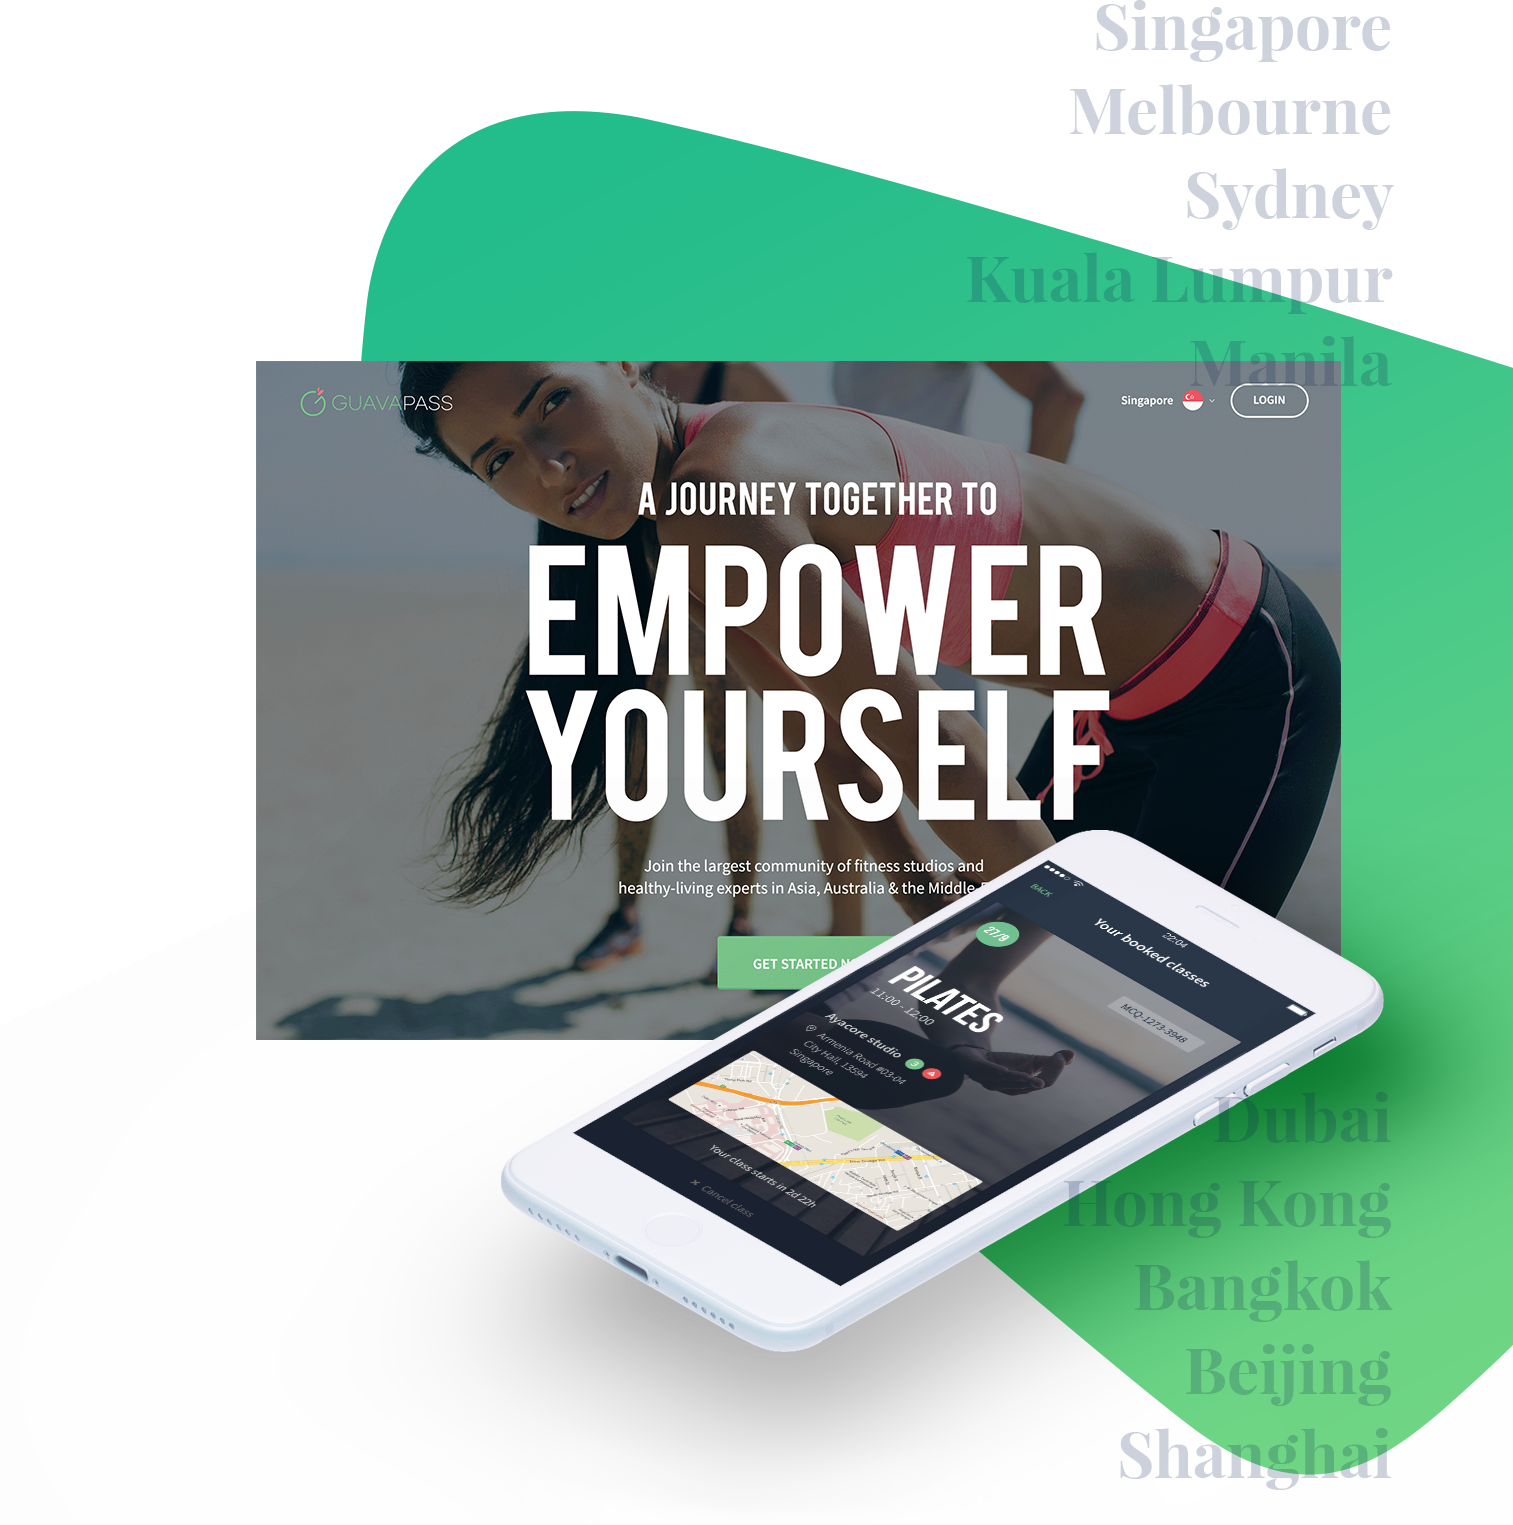 Singapore
Melbourne
Sydney
Kuala Lumpur
Manila
GUAVAPASS
Singapore
LOGIN
A JOURNEY TOGETHER TO
EMPOWER
YOURSELF
Join the largest community of fitness studios and
healthy-living experts in Asia, Australia & the Middle
GET STARTED
BACK
22:04
Your booked classes
27/9
MCQ-1273-3948
PILATES
11:00 - 12:00
Ayacore studio
3 4
Armenia Road #03-04
City Hall, 13594
Singapore
Your class starts in 2d 22h
× Cancel class
Dubai
Hong Kong
Bangkok
Beijing
Shanghai